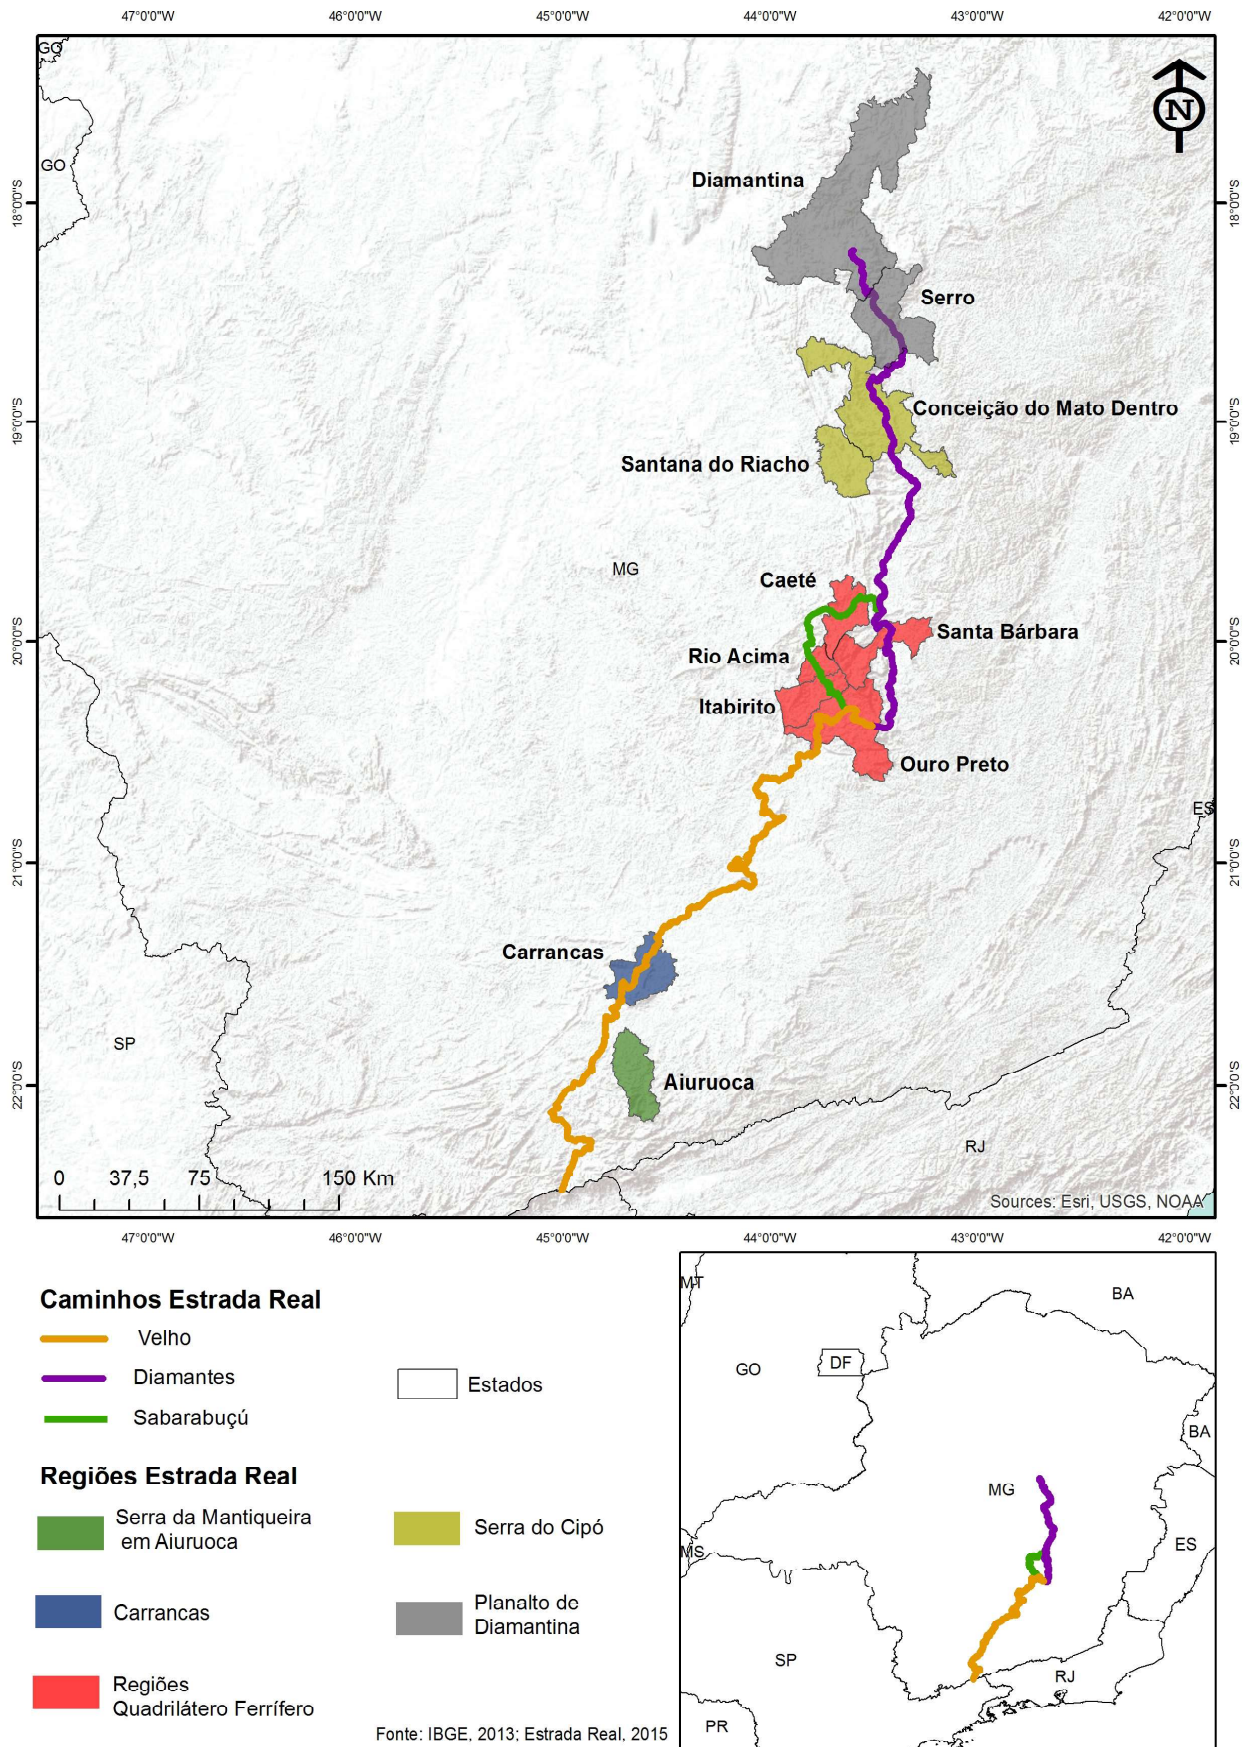 47°0'0"W 46°0'0"W 45°0'0"W 44°0'0"W 43°0'0"W 42°0'0"W
GO
N
GO
Diamantina
18°0'0"S 18°0'0"S
Serro
Conceição do Mato Dentro
19°0'0"S 19°0'0"S
Santana do Riacho
MG
Caeté
Santa Bárbara
20°0'0"S 20°0'0"S
Rio Acima
Itabirito
Ouro Preto
ES
21°0'0"S 21°0'0"S
Carrancas
SP
Aiuruoca
22°0'0"S 22°0'0"S
RJ
0 37,5 75 150 Km
Sources: Esri, USGS, NOAA
47°0'0"W 46°0'0"W 45°0'0"W 44°0'0"W 43°0'0"W 42°0'0"W
Caminhos Estrada Real
Velho
Diamantes
Sabarabuçú
Estados
Regiões Estrada Real
Serra da Mantiqueira
em Aiuruoca
Serra do Cipó
Carrancas
Planalto de
Diamantina
Regiões
Quadrilátero Ferrífero
Fonte: IBGE, 2013; Estrada Real, 2015
MT
BA
GO
DF
BA
MG
MS
ES
SP
RJ
PR